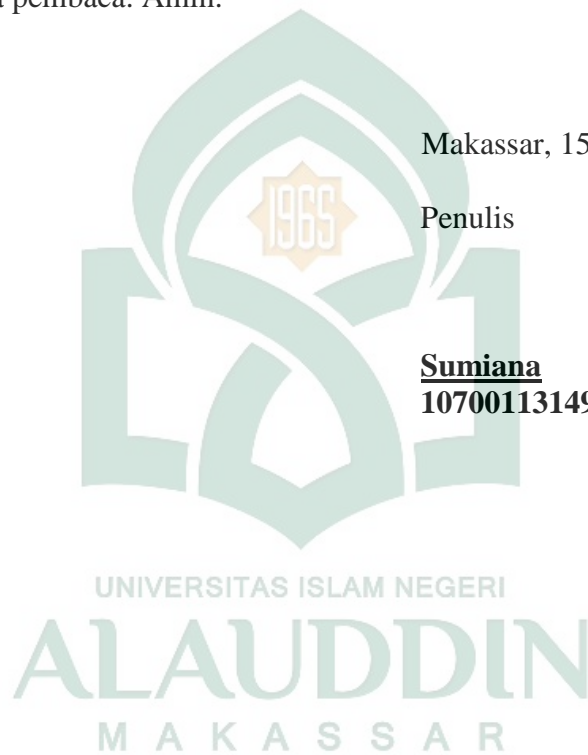 pembaca. Amin.
Makassar, 15
Penulis
1965
Sumiana
10700113149
UNIVERSITAS ISLAM NEGERI
ALAUDDIN
MAKASSAR